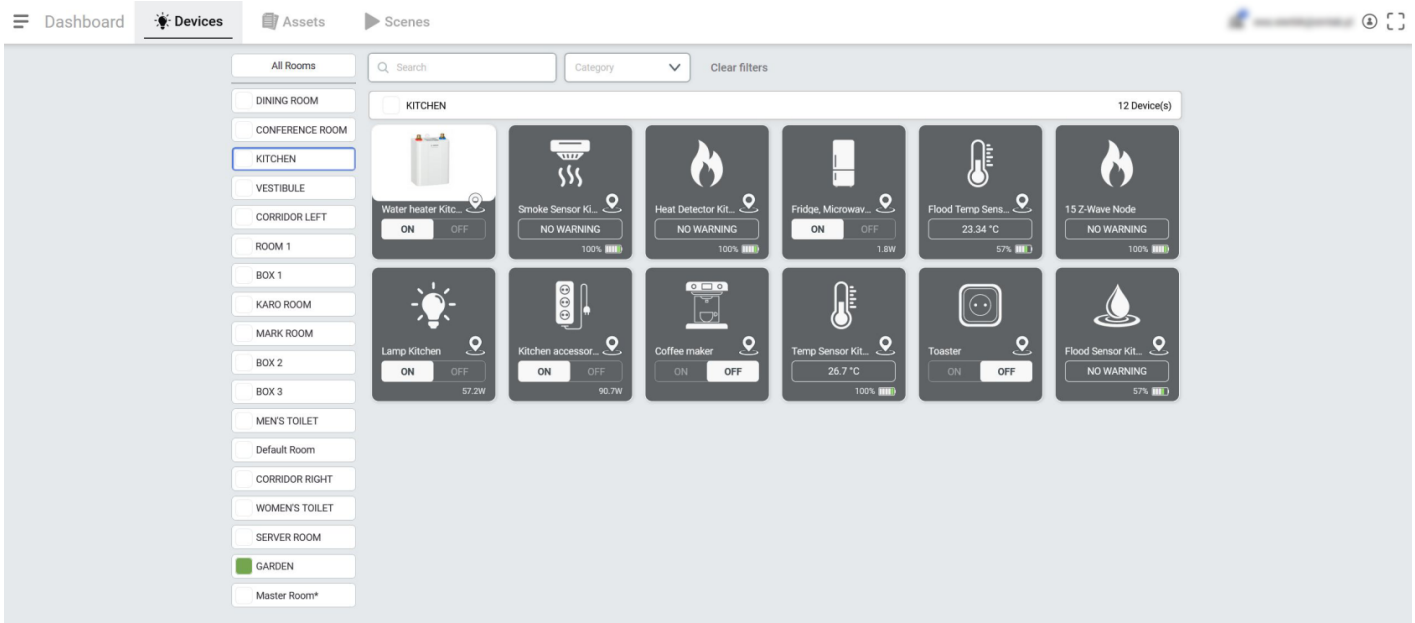 Dashboard Devices Assets Scenes
All Rooms
DINING ROOM
CONFERENCE ROOM
KITCHEN
VESTIBULE
CORRIDOR LEFT
ROOM 1
BOX 1
KARO ROOM
MARK ROOM
BOX 2
BOX 3
MEN'S TOILET
Default Room
CORRIDOR RIGHT
WOMEN'S TOILET
SERVER ROOM
GARDEN
Master Room*
Search Category Clear filters
KITCHEN 12 Device(s)
Water heater Kitc...
ON OFF
Smoke Sensor Ki...
NO WARNING
100%
Heat Detector Kit...
NO WARNING
100%
Fridge, Microwav...
ON OFF
1.8W
Flood Temp Sens...
23.34 °C
57%
15 Z-Wave Node
NO WARNING
100%
Lamp Kitchen
ON OFF
57.2W
Kitchen accessor...
ON OFF
90.7W
Coffee maker
ON OFF
Temp Sensor Kit...
26.7 °C
100%
Toaster
ON OFF
Flood Sensor Kit...
NO WARNING
57%